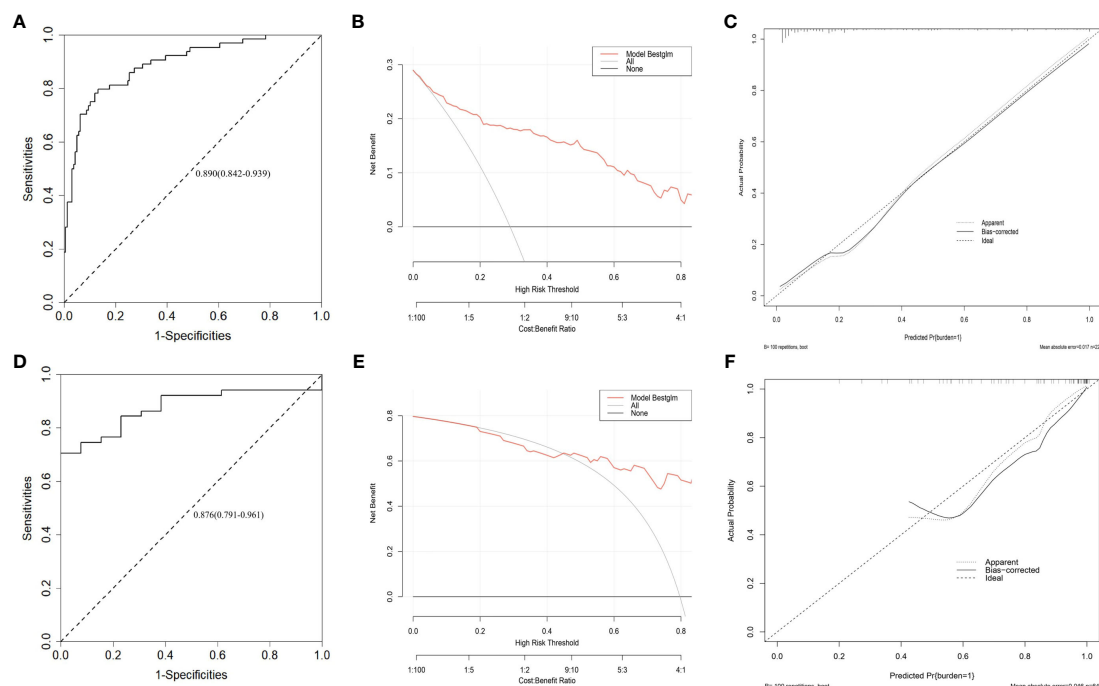 A
Sensitivities
1.0
0.8
0.6
0.4
0.2
0.0
0.890(0.842-0.939)
0.0 0.2 0.4 0.6 0.8 1.0
1-Specificities
B
Net Benefit
0.3
0.2
0.1
0.0
Model Bestglm
All
None
0.0 0.2 0.4 0.6 0.8
High Risk Threshold
1:100 1:5 1:2 9:10 5:3 4:1
Cost:Benefit Ratio
C
Actual Probability
1.0
0.8
0.6
0.4
0.2
0.0
Apparent
Bias-corrected
Ideal
0.0 0.2 0.4 0.6 0.8 1.0
Predicted Pr{burden=1}
B= 100 repetitions, boot
Mean absolute error=0.017 n=22
D
Sensitivities
1.0
0.8
0.6
0.4
0.2
0.0
0.876(0.791-0.961)
0.0 0.2 0.4 0.6 0.8 1.0
1-Specificities
E
Net Benefit
0.8
0.6
0.4
0.2
0.0
Model Bestglm
All
None
0.0 0.2 0.4 0.6 0.8
High Risk Threshold
1:100 1:5 1:2 9:10 5:3 4:1
Cost:Benefit Ratio
F
Actual Probability
1.0
0.8
0.6
0.4
0.2
0.0
Apparent
Bias-corrected
Ideal
0.0 0.2 0.4 0.6 0.8 1.0
Predicted Pr{burden=1}